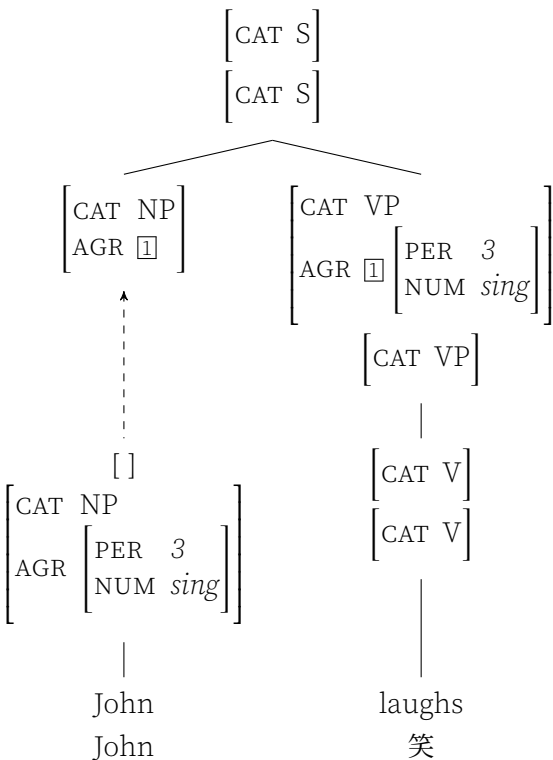 [CAT S]
[CAT S]
[CAT NP
AGR 1]
[CAT VP
AGR 1 [PER 3
NUM sing]]
[CAT VP]
[ ]
[CAT NP
AGR [PER 3
NUM sing]]
[CAT V]
[CAT V]
John
John
laughs
笑